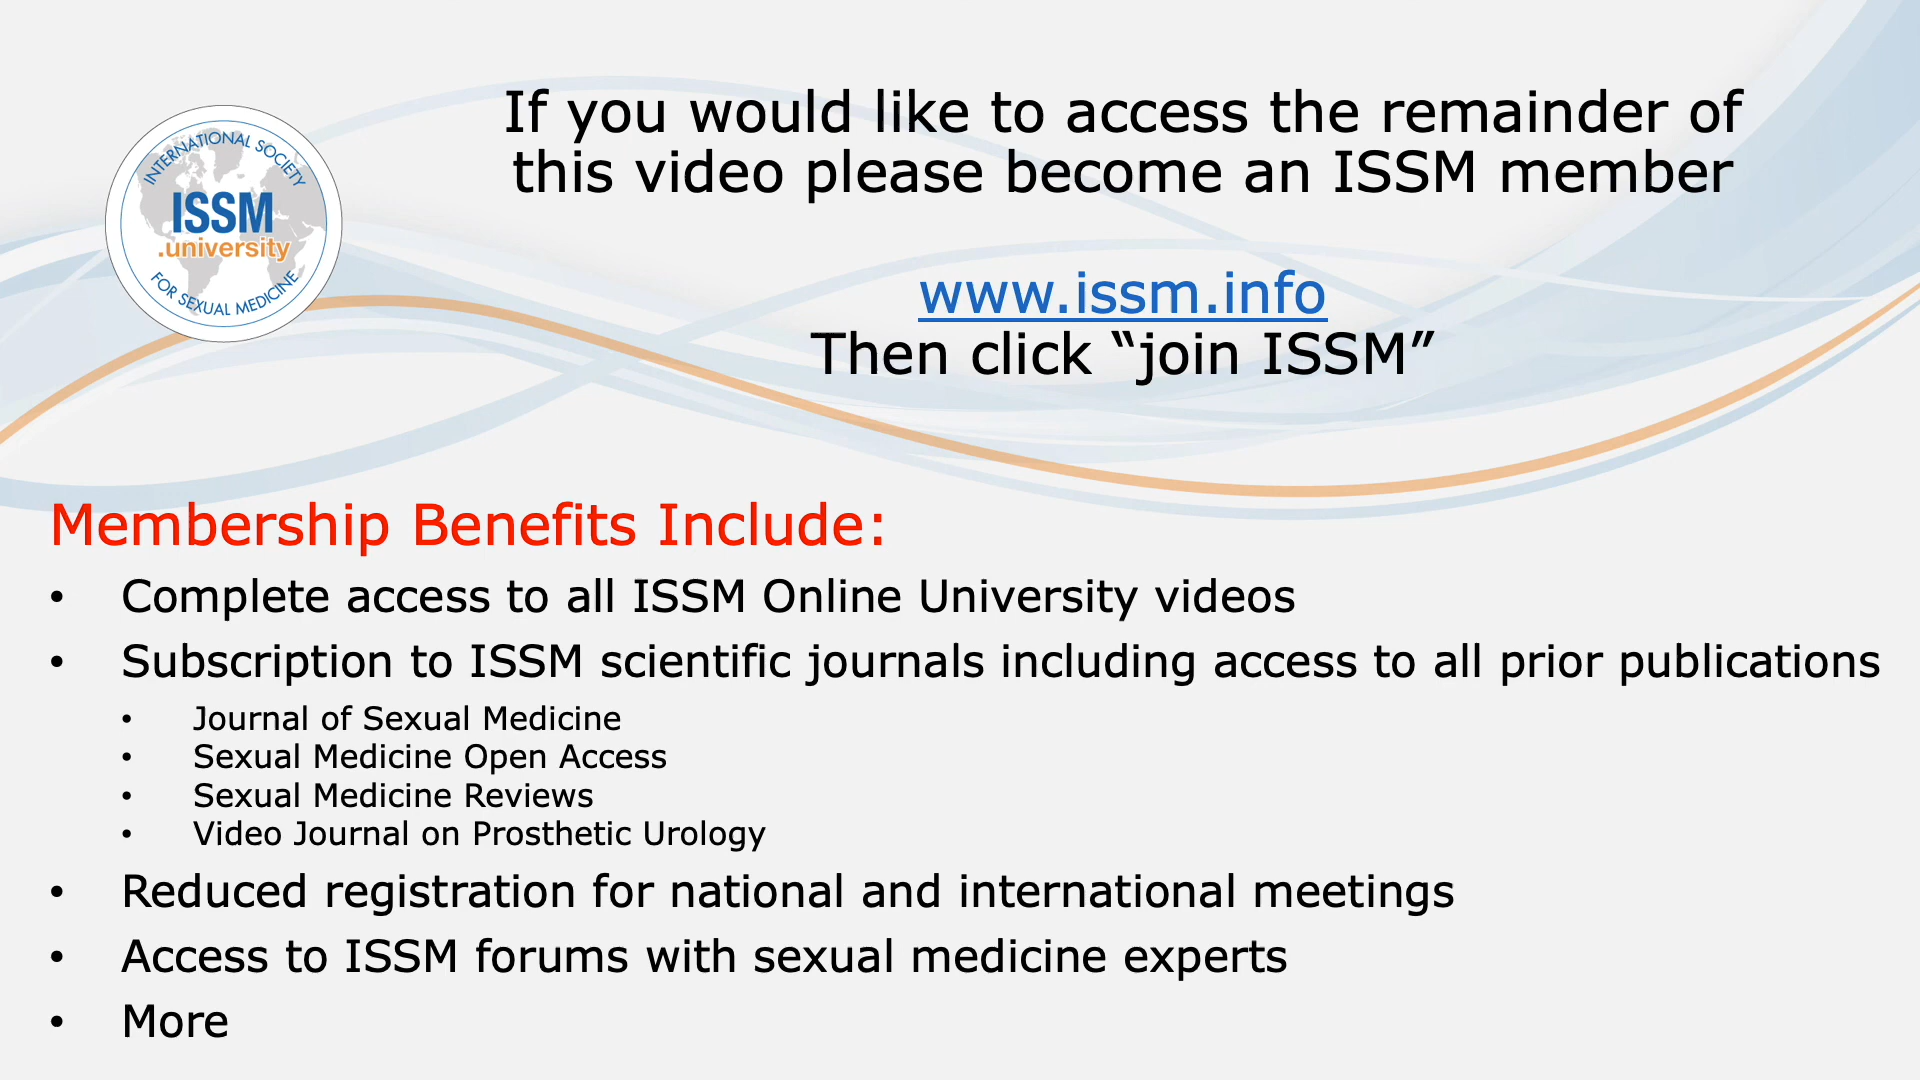 INTERNATIONAL SOCIETY
ISSM
.university
FOR SEXUAL MEDICINE
If you would like to access the remainder of
this video please become an ISSM member
www.issm.info
Then click “join ISSM”
Membership Benefits Include:
• Complete access to all ISSM Online University videos
• Subscription to ISSM scientific journals including access to all prior publications
• Journal of Sexual Medicine
• Sexual Medicine Open Access
• Sexual Medicine Reviews
• Video Journal on Prosthetic Urology
• Reduced registration for national and international meetings
• Access to ISSM forums with sexual medicine experts
• More